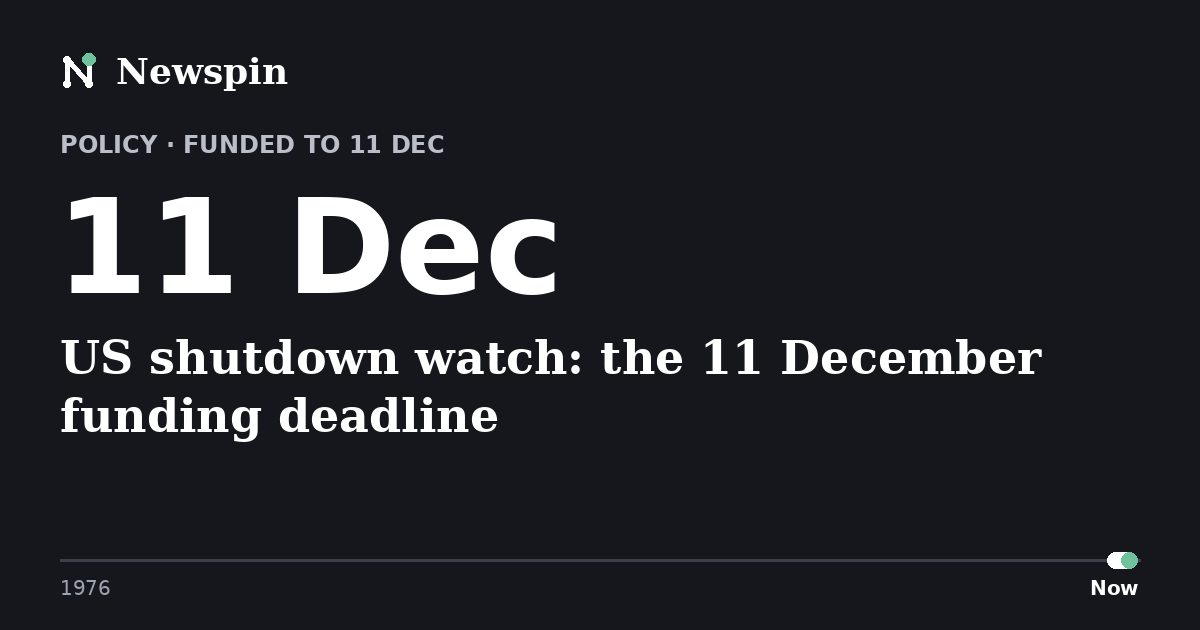 Newspin
POLICY · FUNDED TO 11 DEC
11 Dec
US shutdown watch: the 11 December
funding deadline
1976
Now